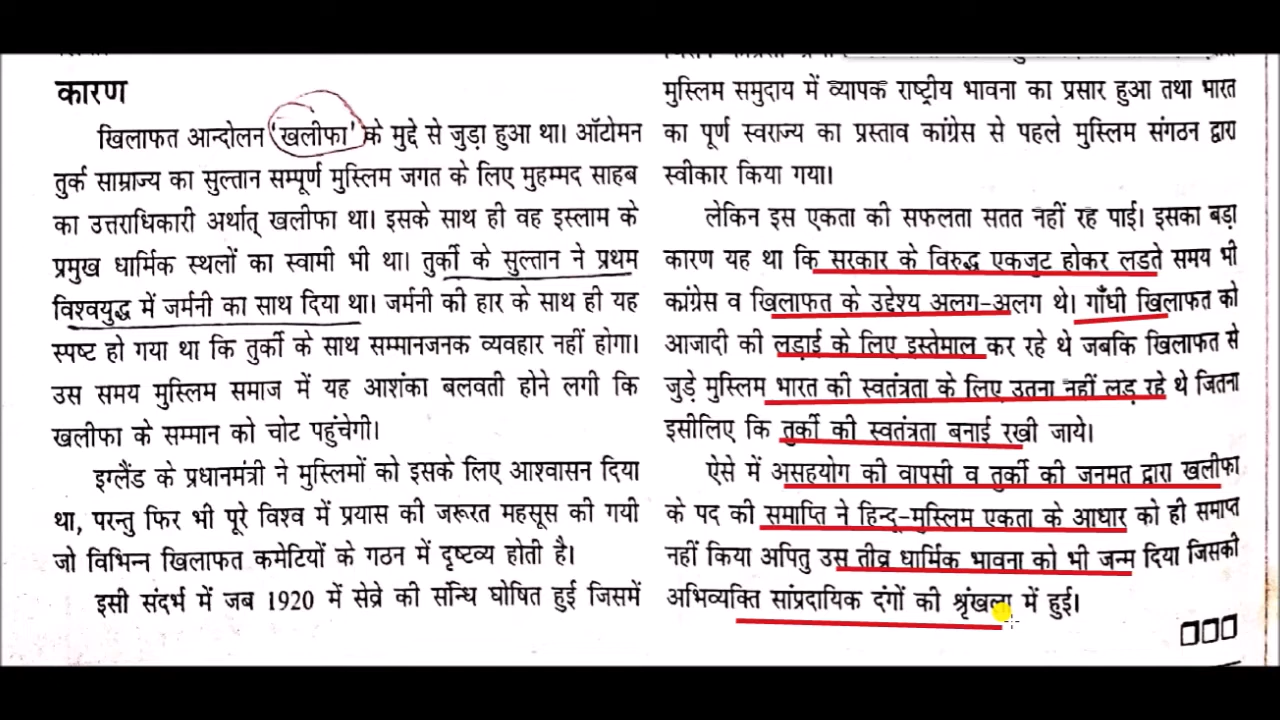 कारण
खिलाफत आन्दोलन 'खलीफा' के मुद्दे से जुड़ा हुआ था। ऑटोमन
तुर्क साम्राज्य का सुल्तान सम्पूर्ण मुस्लिम जगत के लिए मुहम्मद साहब
का उत्तराधिकारी अर्थात् खलीफा था। इसके साथ ही वह इस्लाम के
प्रमुख धार्मिक स्थलों का स्वामी भी था। तुर्की के सुल्तान ने प्रथम
विश्वयुद्ध में जर्मनी का साथ दिया था। जर्मनी की हार के साथ ही यह
स्पष्ट हो गया था कि तुर्की के साथ सम्मानजनक व्यवहार नहीं होगा।
उस समय मुस्लिम समाज में यह आशंका बलवती होने लगी कि
खलीफा के सम्मान को चोट पहुंचेगी।
इग्लैंड के प्रधानमंत्री ने मुस्लिमों को इसके लिए आश्वासन दिया
था, परन्तु फिर भी पूरे विश्व में प्रयास की जरूरत महसूस की गयी
जो विभिन्न खिलाफत कमेटियों के गठन में दृष्टव्य होती है।
इसी संदर्भ में जब 1920 में सेव्रे की सन्धि घोषित हुई जिसमें
मुस्लिम समुदाय में व्यापक राष्ट्रीय भावना का प्रसार हुआ तथा भारत
का पूर्ण स्वराज्य का प्रस्ताव कांग्रेस से पहले मुस्लिम संगठन द्वारा
स्वीकार किया गया।
लेकिन इस एकता की सफलता सतत नहीं रह पाई। इसका बड़ा
कारण यह था कि सरकार के विरुद्ध एकजुट होकर लडते समय भी
कांग्रेस व खिलाफत के उद्देश्य अलग-अलग थे। गाँधी खिलाफत को
आजादी की लड़ाई के लिए इस्तेमाल कर रहे थे जबकि खिलाफत से
जुड़े मुस्लिम भारत की स्वतंत्रता के लिए उतना नहीं लड़ रहे थे जितना
इसीलिए कि तुर्की की स्वतंत्रता बनाई रखी जाये।
ऐसे में असहयोग की वापसी व तुर्की की जनमत द्वारा खलीफा
के पद की समाप्ति ने हिन्दू-मुस्लिम एकता के आधार को ही समाप्त
नहीं किया अपितु उस तीव्र धार्मिक भावना को भी जन्म दिया जिसकी
अभिव्यक्ति सांप्रदायिक दंगों की श्रृंखला में हुई।